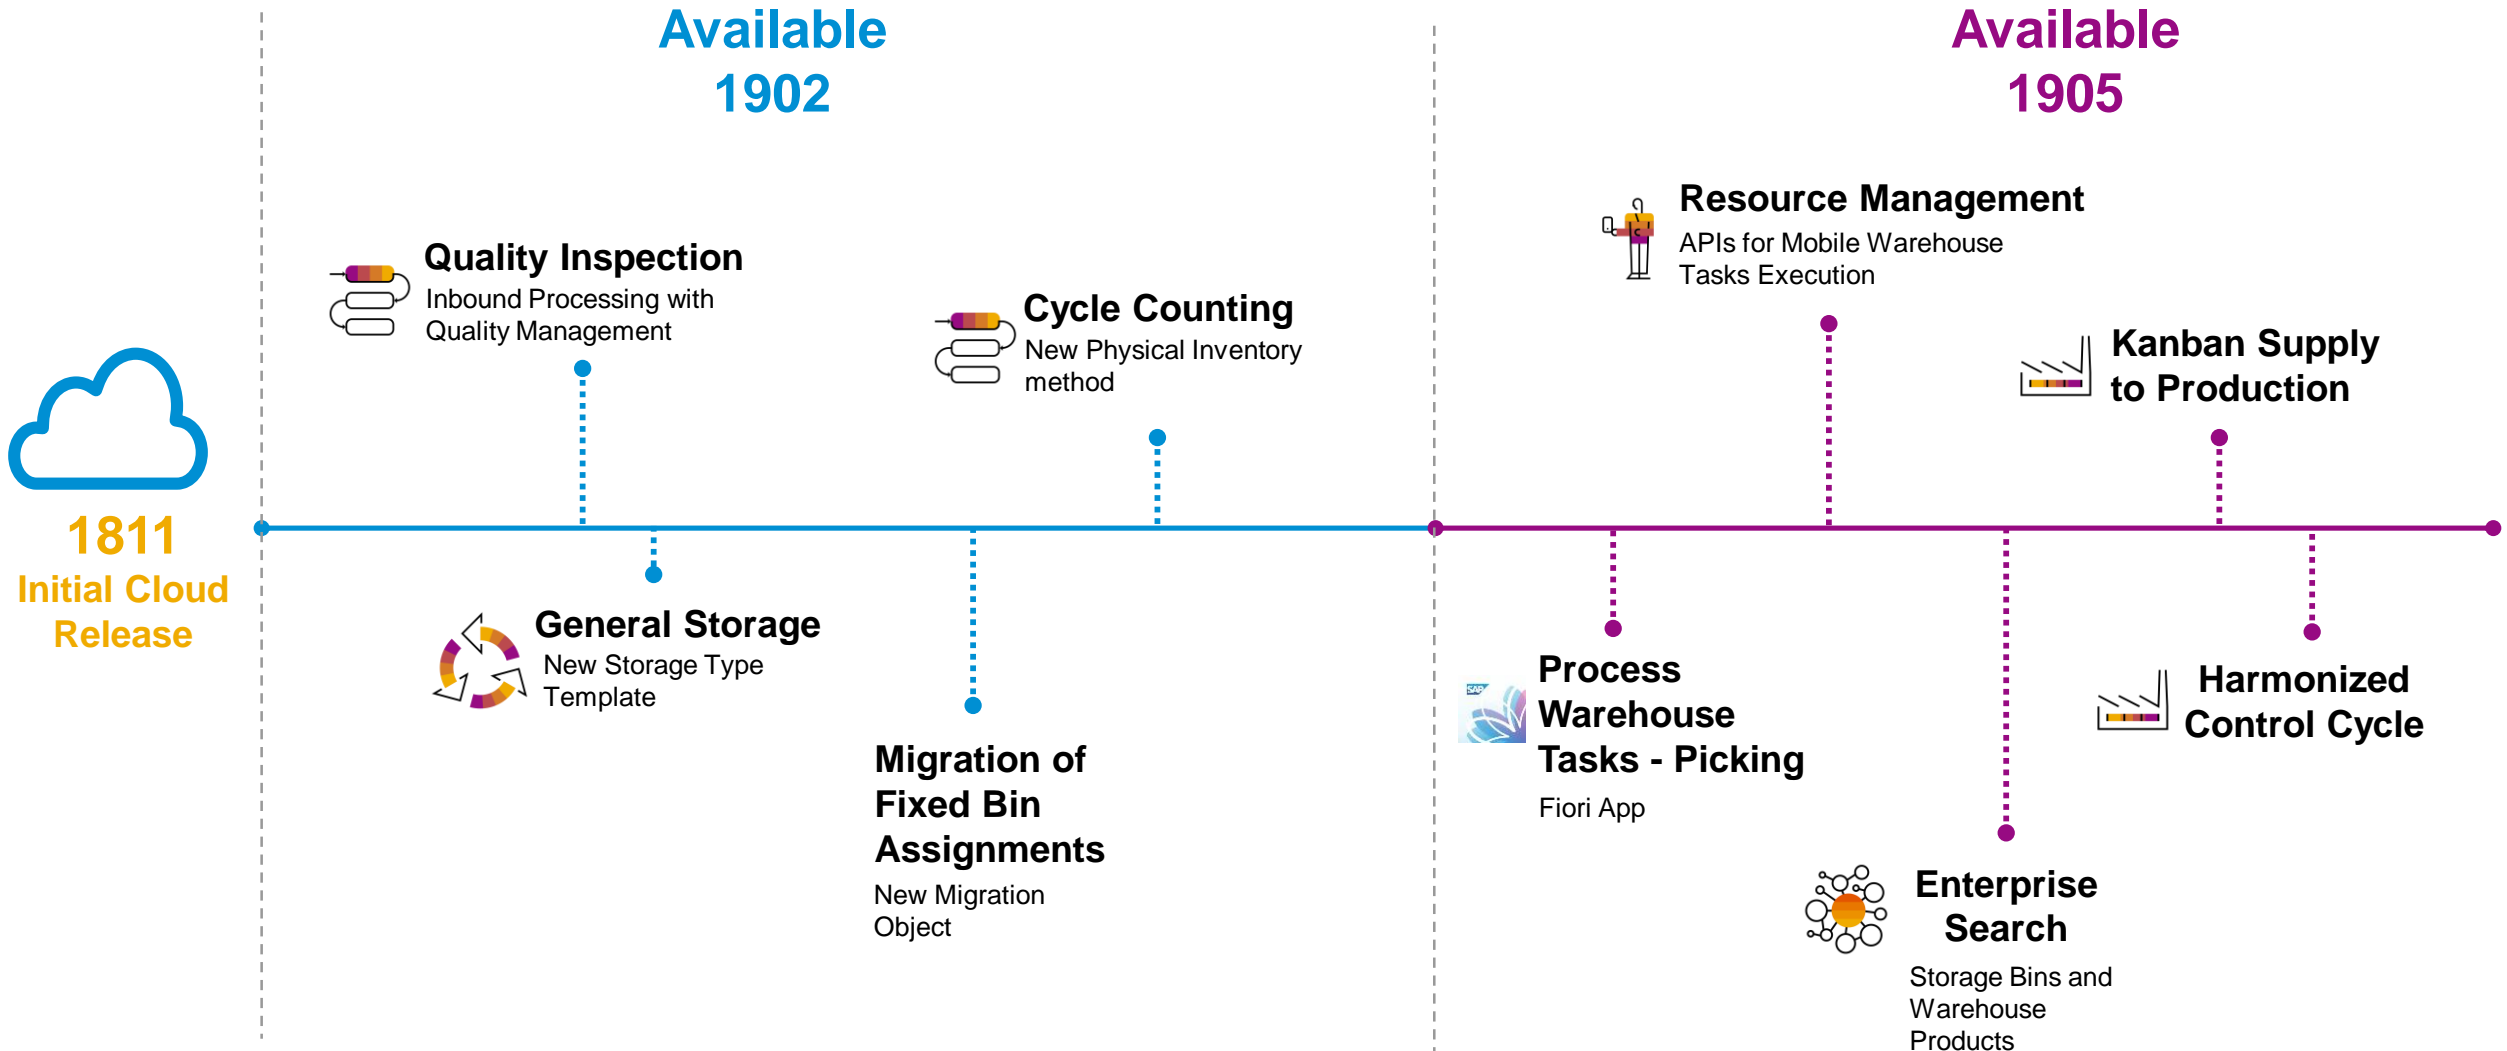 Available
1902
Available
1905
Resource Management
APIs for Mobile Warehouse
Tasks Execution
Quality Inspection
Inbound Processing with
Quality Management
Cycle Counting
New Physical Inventory
method
Kanban Supply
to Production
1811
Initial Cloud
Release
General Storage
New Storage Type
Template
Migration of
Fixed Bin
Assignments
New Migration
Object
SAP
Process
Warehouse
Tasks - Picking
Fiori App
Harmonized
Control Cycle
Enterprise
Search
Storage Bins and
Warehouse
Products